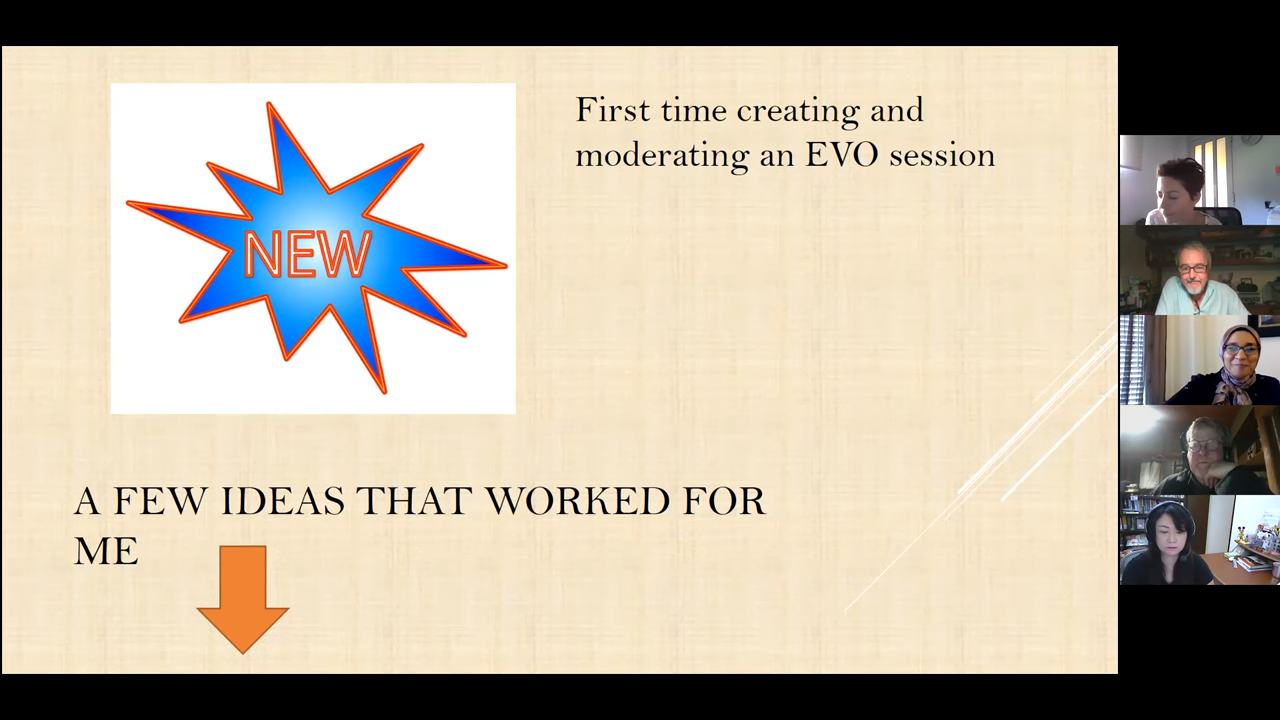 NEW
First time creating and
moderating an EVO session
A FEW IDEAS THAT WORKED FOR
ME